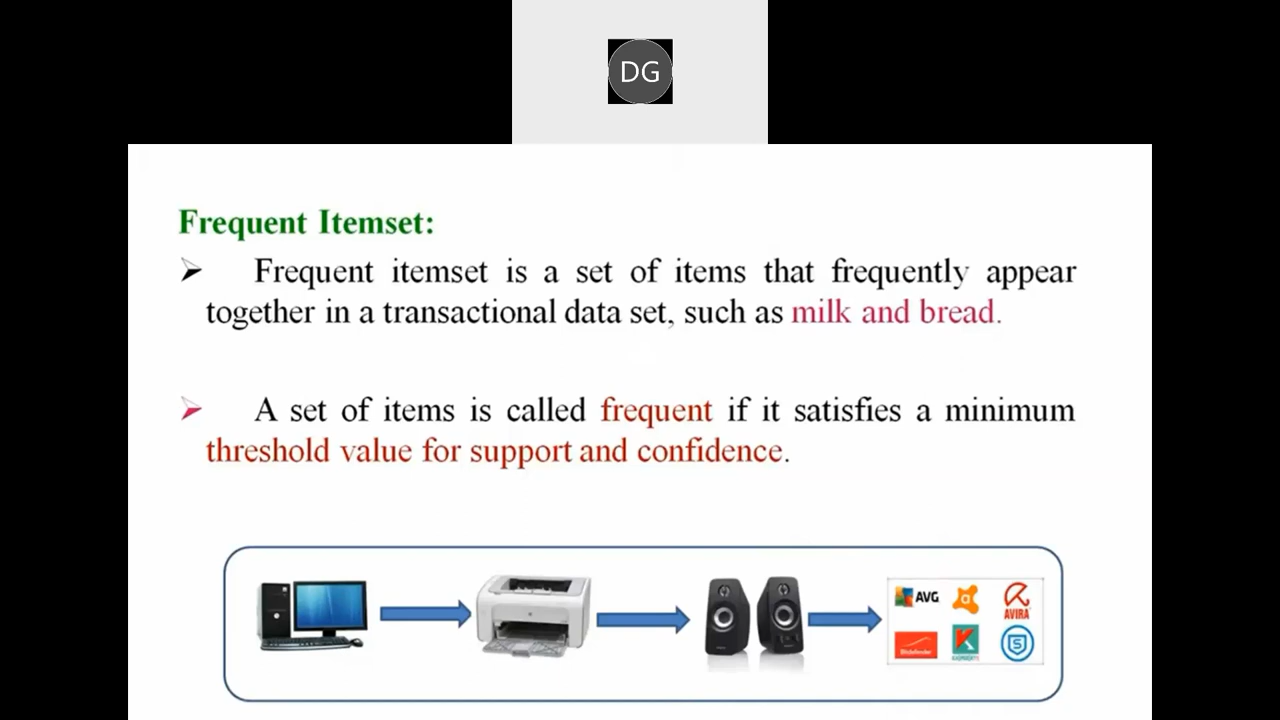 DG
Frequent Itemset:
➢ Frequent itemset is a set of items that frequently appear
together in a transactional data set, such as milk and bread.
➢ A set of items is called frequent if it satisfies a minimum
threshold value for support and confidence.
AVG
AVIRA
Bitdefender
S